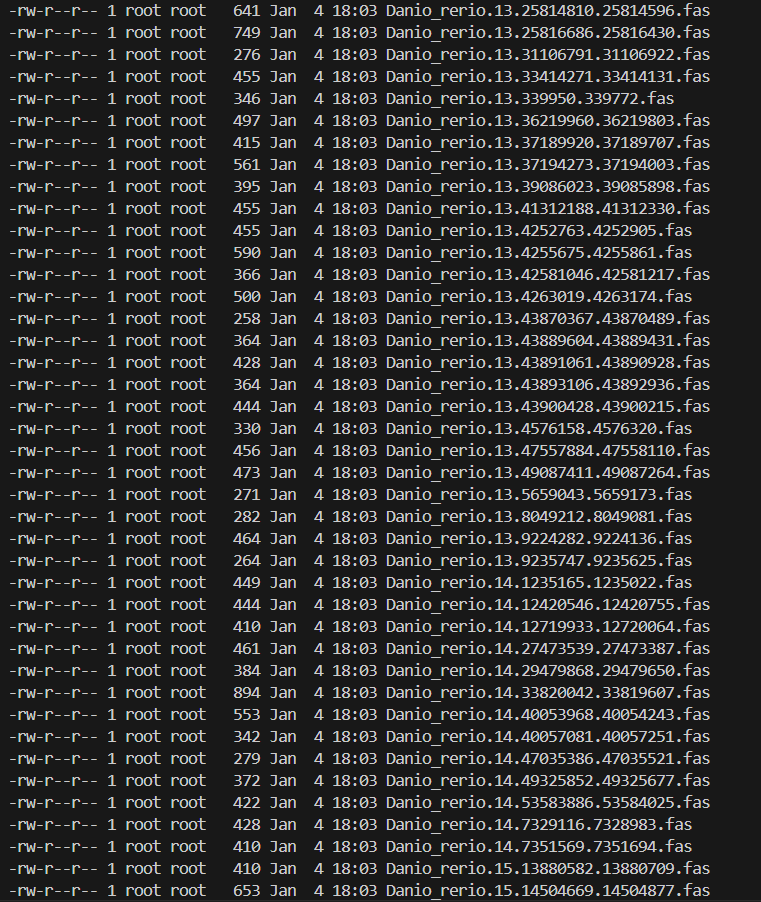 -rw-r--r-- 1 root root   641 Jan  4 18:03 Danio_rerio.13.25814810.25814596.fas
-rw-r--r-- 1 root root   749 Jan  4 18:03 Danio_rerio.13.25816686.25816430.fas
-rw-r--r-- 1 root root   276 Jan  4 18:03 Danio_rerio.13.31106791.31106922.fas
-rw-r--r-- 1 root root   455 Jan  4 18:03 Danio_rerio.13.33414271.33414131.fas
-rw-r--r-- 1 root root   346 Jan  4 18:03 Danio_rerio.13.339950.339772.fas
-rw-r--r-- 1 root root   497 Jan  4 18:03 Danio_rerio.13.36219960.36219803.fas
-rw-r--r-- 1 root root   415 Jan  4 18:03 Danio_rerio.13.37189920.37189707.fas
-rw-r--r-- 1 root root   561 Jan  4 18:03 Danio_rerio.13.37194273.37194003.fas
-rw-r--r-- 1 root root   395 Jan  4 18:03 Danio_rerio.13.39086023.39085898.fas
-rw-r--r-- 1 root root   455 Jan  4 18:03 Danio_rerio.13.41312188.41312330.fas
-rw-r--r-- 1 root root   455 Jan  4 18:03 Danio_rerio.13.4252763.4252905.fas
-rw-r--r-- 1 root root   590 Jan  4 18:03 Danio_rerio.13.4255675.4255861.fas
-rw-r--r-- 1 root root   366 Jan  4 18:03 Danio_rerio.13.42581046.42581217.fas
-rw-r--r-- 1 root root   500 Jan  4 18:03 Danio_rerio.13.4263019.4263174.fas
-rw-r--r-- 1 root root   258 Jan  4 18:03 Danio_rerio.13.43870367.43870489.fas
-rw-r--r-- 1 root root   364 Jan  4 18:03 Danio_rerio.13.43889604.43889431.fas
-rw-r--r-- 1 root root   428 Jan  4 18:03 Danio_rerio.13.43891061.43890928.fas
-rw-r--r-- 1 root root   364 Jan  4 18:03 Danio_rerio.13.43893106.43892936.fas
-rw-r--r-- 1 root root   444 Jan  4 18:03 Danio_rerio.13.43900428.43900215.fas
-rw-r--r-- 1 root root   330 Jan  4 18:03 Danio_rerio.13.4576158.4576320.fas
-rw-r--r-- 1 root root   456 Jan  4 18:03 Danio_rerio.13.47557884.47558110.fas
-rw-r--r-- 1 root root   473 Jan  4 18:03 Danio_rerio.13.49087411.49087264.fas
-rw-r--r-- 1 root root   271 Jan  4 18:03 Danio_rerio.13.5659043.5659173.fas
-rw-r--r-- 1 root root   282 Jan  4 18:03 Danio_rerio.13.8049212.8049081.fas
-rw-r--r-- 1 root root   464 Jan  4 18:03 Danio_rerio.13.9224282.9224136.fas
-rw-r--r-- 1 root root   264 Jan  4 18:03 Danio_rerio.13.9235747.9235625.fas
-rw-r--r-- 1 root root   449 Jan  4 18:03 Danio_rerio.14.1235165.1235022.fas
-rw-r--r-- 1 root root   444 Jan  4 18:03 Danio_rerio.14.12420546.12420755.fas
-rw-r--r-- 1 root root   410 Jan  4 18:03 Danio_rerio.14.12719933.12720064.fas
-rw-r--r-- 1 root root   461 Jan  4 18:03 Danio_rerio.14.27473539.27473387.fas
-rw-r--r-- 1 root root   384 Jan  4 18:03 Danio_rerio.14.29479868.29479650.fas
-rw-r--r-- 1 root root   894 Jan  4 18:03 Danio_rerio.14.33820042.33819607.fas
-rw-r--r-- 1 root root   553 Jan  4 18:03 Danio_rerio.14.40053968.40054243.fas
-rw-r--r-- 1 root root   342 Jan  4 18:03 Danio_rerio.14.40057081.40057251.fas
-rw-r--r-- 1 root root   279 Jan  4 18:03 Danio_rerio.14.47035386.47035521.fas
-rw-r--r-- 1 root root   372 Jan  4 18:03 Danio_rerio.14.49325852.49325677.fas
-rw-r--r-- 1 root root   422 Jan  4 18:03 Danio_rerio.14.53583886.53584025.fas
-rw-r--r-- 1 root root   428 Jan  4 18:03 Danio_rerio.14.7329116.7328983.fas
-rw-r--r-- 1 root root   410 Jan  4 18:03 Danio_rerio.14.7351569.7351694.fas
-rw-r--r-- 1 root root   410 Jan  4 18:03 Danio_rerio.15.13880582.13880709.fas
-rw-r--r-- 1 root root   653 Jan  4 18:03 Danio_rerio.15.14504669.14504877.fas